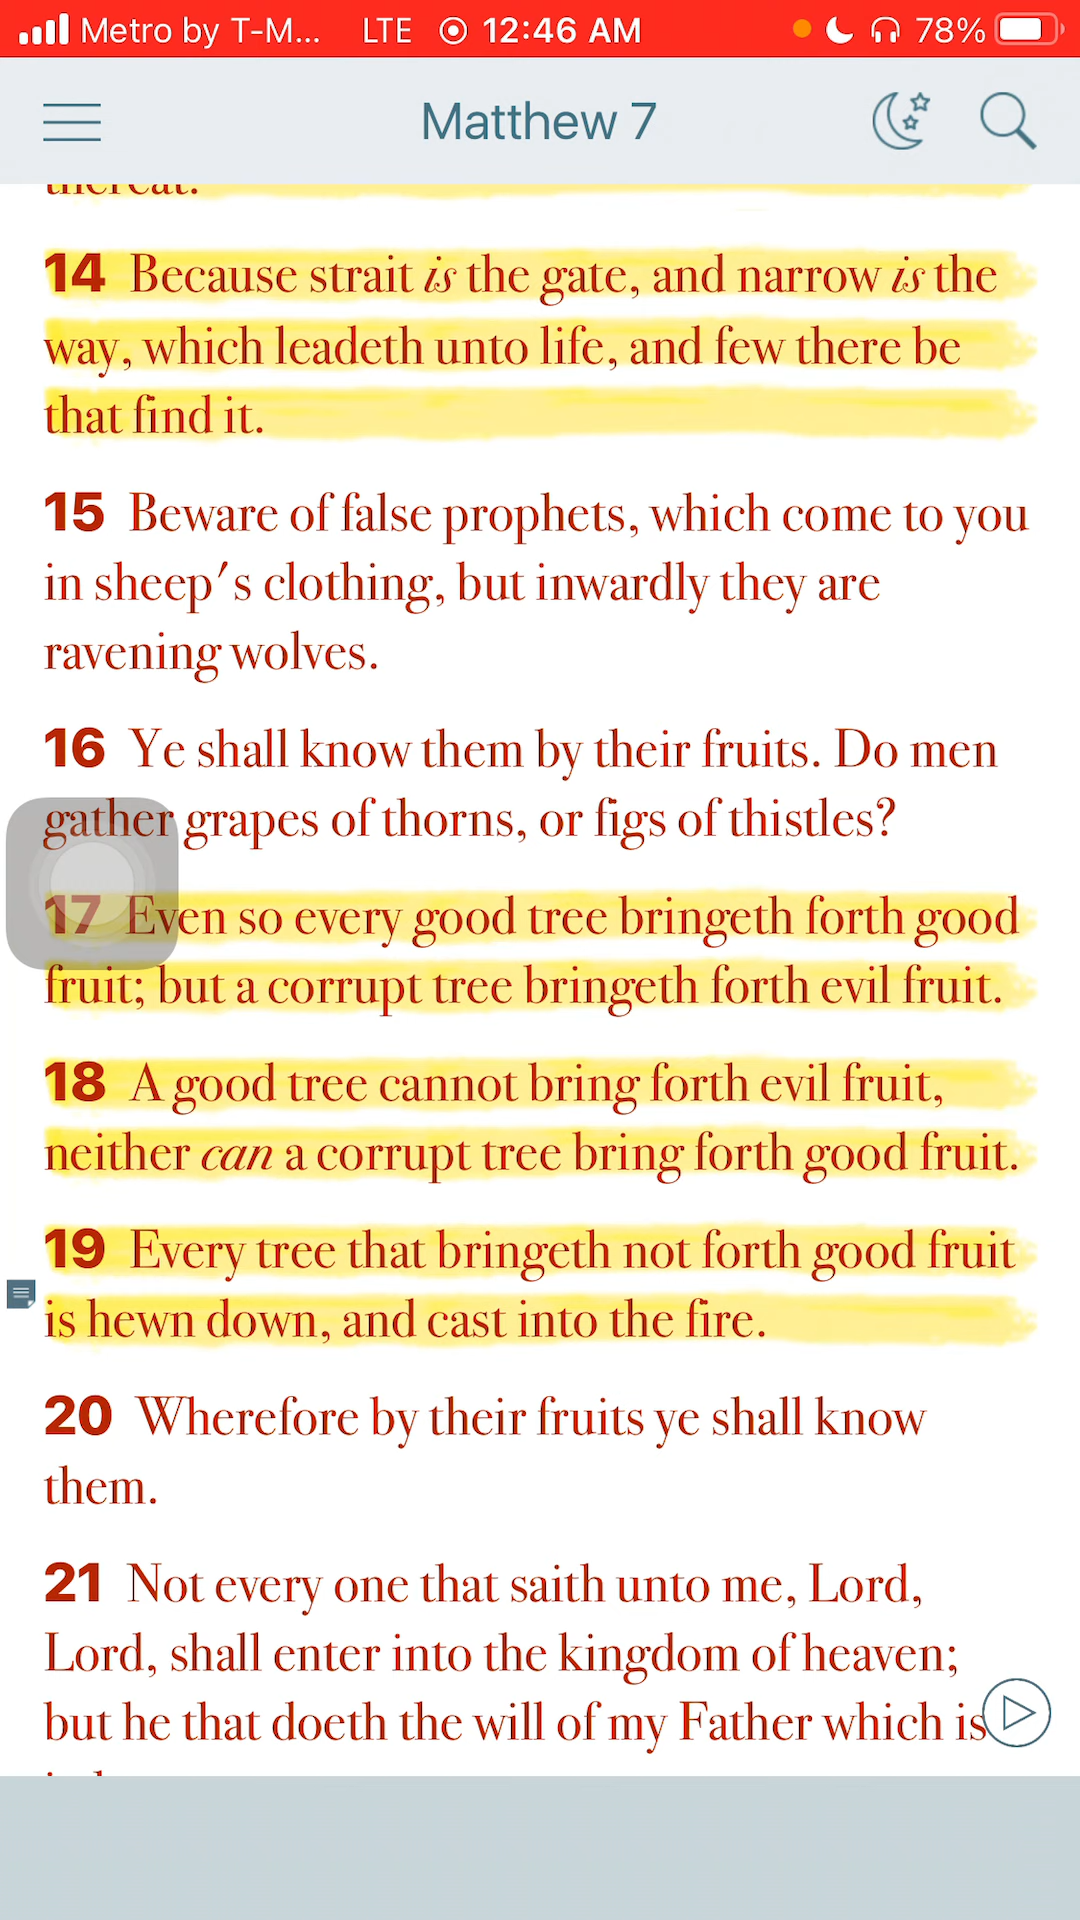 Metro by T-M... LTE 12:46 AM 78%
Matthew 7
thereat.
14 Because strait is the gate, and narrow is the
way, which leadeth unto life, and few there be
that find it.
15 Beware of false prophets, which come to you
in sheep's clothing, but inwardly they are
ravening wolves.
16 Ye shall know them by their fruits. Do men
gather grapes of thorns, or figs of thistles?
17 Even so every good tree bringeth forth good
fruit; but a corrupt tree bringeth forth evil fruit.
18 A good tree cannot bring forth evil fruit,
neither can a corrupt tree bring forth good fruit.
19 Every tree that bringeth not forth good fruit
is hewn down, and cast into the fire.
20 Wherefore by their fruits ye shall know
them.
21 Not every one that saith unto me, Lord,
Lord, shall enter into the kingdom of heaven;
but he that doeth the will of my Father which is